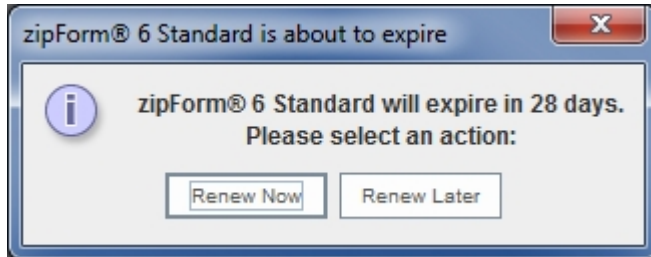 zipForm® 6 Standard is about to expire
zipForm® 6 Standard will expire in 28 days.
Please select an action:
Renew Now
Renew Later